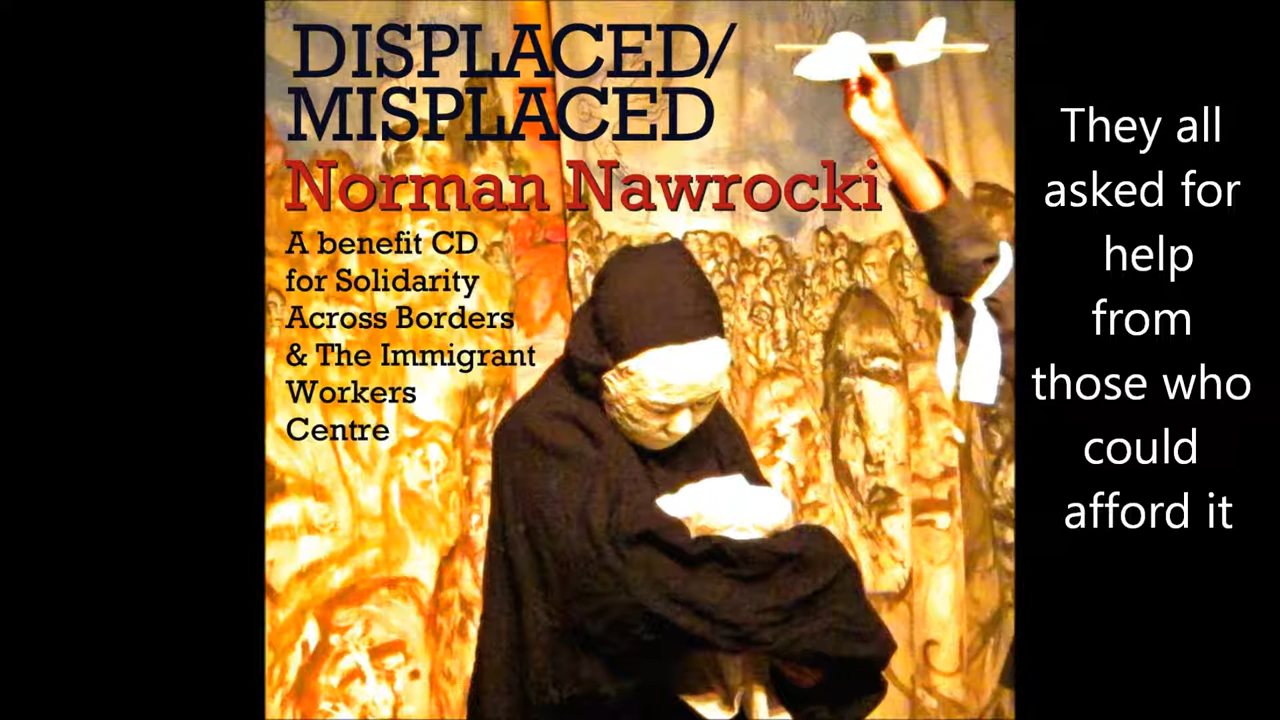 DISPLACED/
MISPLACED
Norman Nawrocki
A benefit CD
for Solidarity
Across Borders
& The Immigrant
Workers
Centre
They all
asked for
help
from
those who
could
afford it